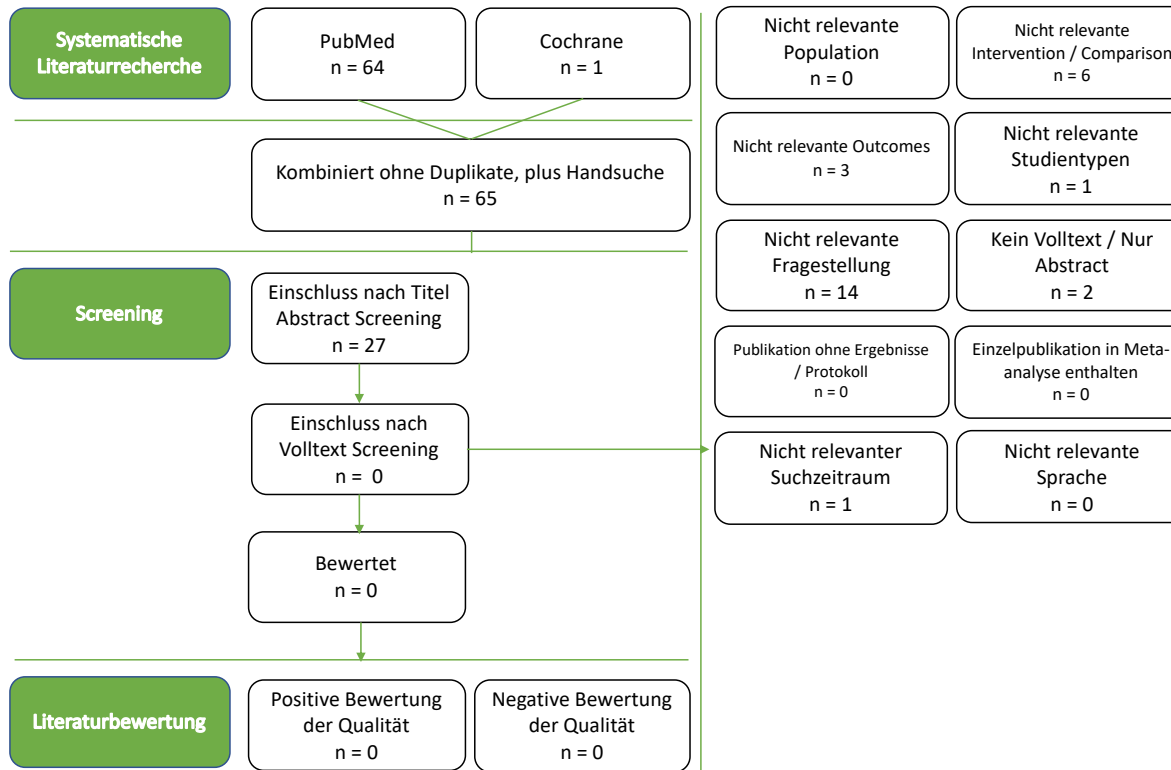 Systematische
Literaturrecherche
PubMed
n = 64
Cochrane
n = 1
Kombiniert ohne Duplikate, plus Handsuche
n = 65
Screening
Einschluss nach Titel
Abstract Screening
n = 27
Einschluss nach
Volltext Screening
n = 0
Bewertet
n = 0
Literaturbewertung
Positive Bewertung
der Qualität
n = 0
Negative Bewertung
der Qualität
n = 0
Nicht relevante
Population
n = 0
Nicht relevante
Intervention / Comparison
n = 6
Nicht relevante Outcomes
n = 3
Nicht relevante
Studientypen
n = 1
Nicht relevante
Fragestellung
n = 14
Kein Volltext / Nur
Abstract
n = 2
Publikation ohne Ergebnisse
/ Protokoll
n = 0
Einzelpublikation in Meta-
analyse enthalten
n = 0
Nicht relevanter
Suchzeitraum
n = 1
Nicht relevante
Sprache
n = 0